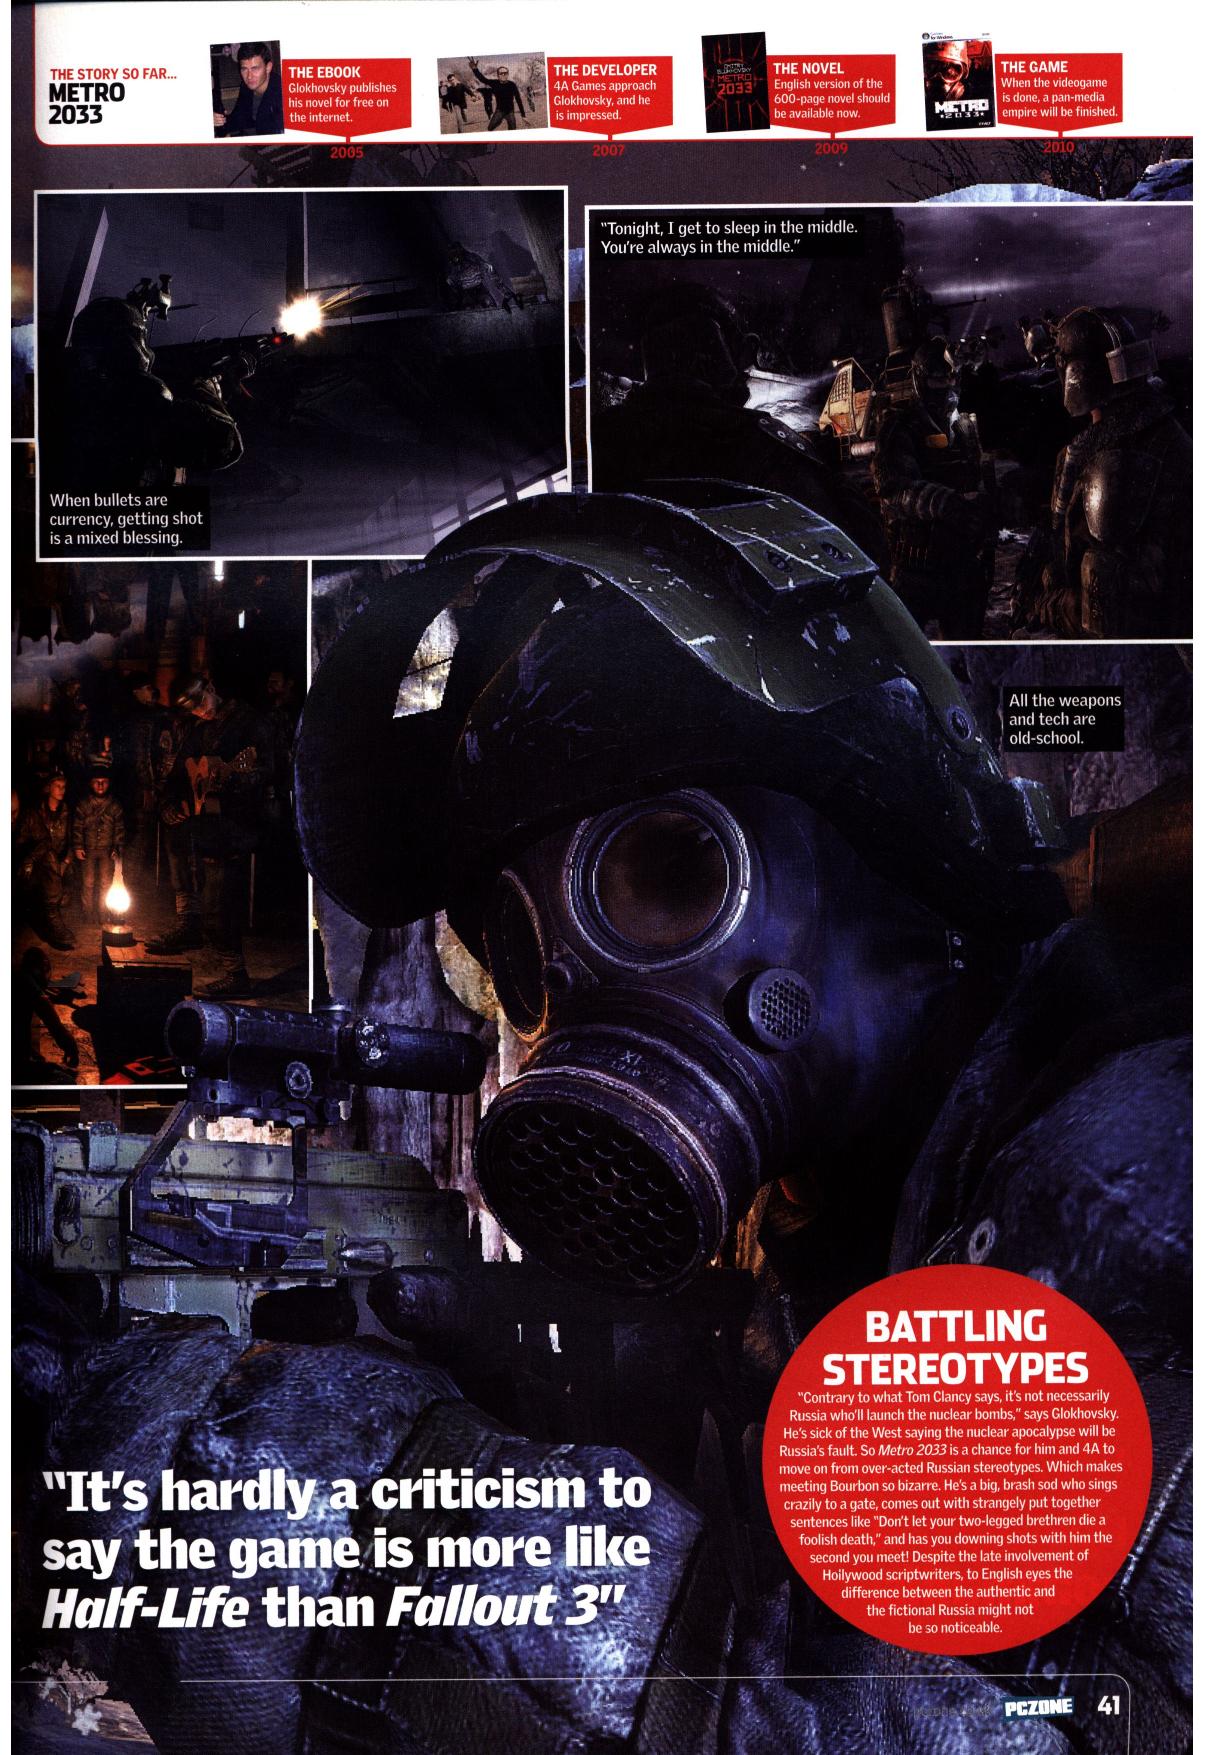 THE STORY SO FAR...
METRO
2033
THE EBOOK
Glokhovsky publishes
his novel for free on
the internet.
2005
THE DEVELOPER
4A Games approach
Glokhovsky, and he
is impressed.
2007
THE NOVEL
English version of the
600-page novel should
be available now.
2009
THE GAME
When the videogame
is done, a pan-media
empire will be finished.
2010
METRO
2033
METRO
2033
"Tonight, I get to sleep in the middle.
You're always in the middle."
When bullets are
currency, getting shot
is a mixed blessing.
All the weapons
and tech are
old-school.
BATTLING
STEREOTYPES
"Contrary to what Tom Clancy says, it's not necessarily
Russia who'll launch the nuclear bombs," says Glokhovsky.
He's sick of the West saying the nuclear apocalypse will be
Russia's fault. So Metro 2033 is a chance for him and 4A to
move on from over-acted Russian stereotypes. Which makes
meeting Bourbon so bizarre. He's a big, brash sod who sings
crazily to a gate, comes out with strangely put together
sentences like "Don't let your two-legged brethren die a
foolish death," and has you downing shots with him the
second you meet! Despite the late involvement of
Hollywood scriptwriters, to English eyes the
difference between the authentic and
the fictional Russia might not
be so noticeable.
"It's hardly a criticism to
say the game is more like
Half-Life than Fallout 3"
PCZONE 41